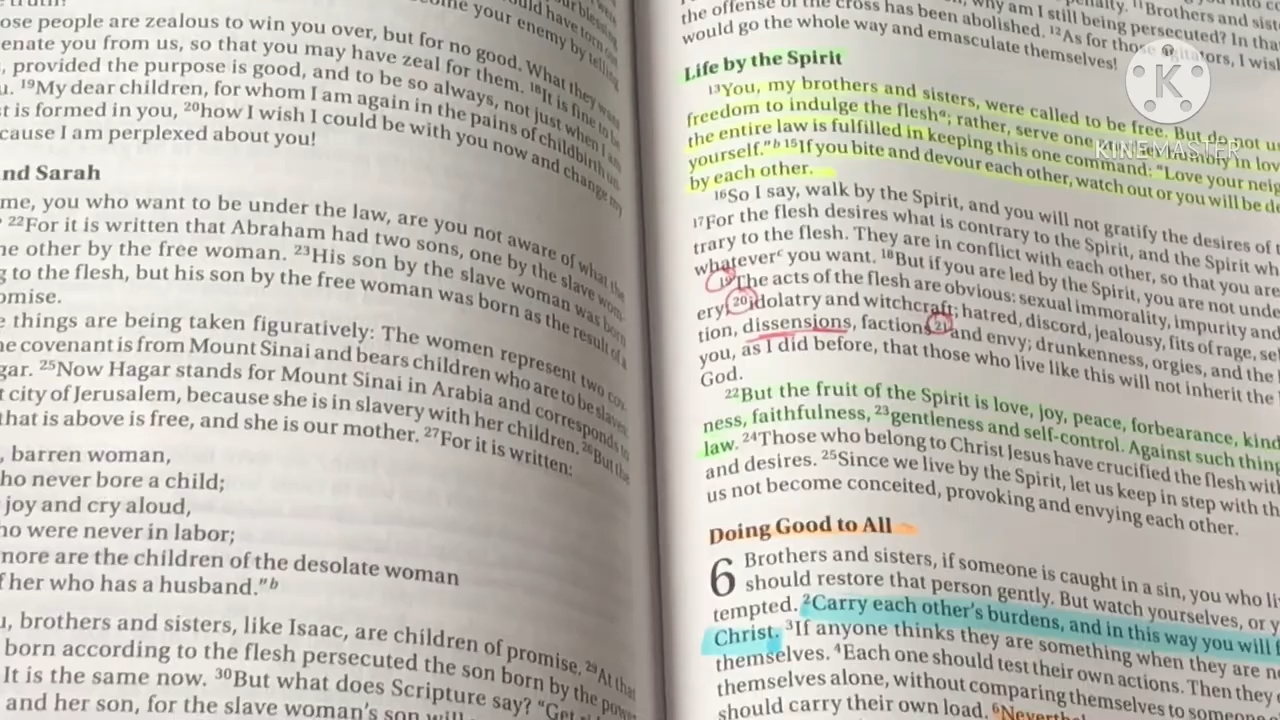 ose people are zealous to win you over, but for no good. What they want
enate you from us, so that you may have zeal for them. 18It is fine to be
, provided the purpose is good, and to be so always, not just when I am
u. 19My dear children, for whom I am again in the pains of childbirth
t is formed in you, 20how I wish I could be with you now and change my
cause I am perplexed about you!
nd Sarah
me, you who want to be under the law, are you not aware of what the
22For it is written that Abraham had two sons, one by the slave wom-
ne other by the free woman. 23His son by the slave woman was born
g to the flesh, but his son by the free woman was born as the result of a
omise.
e things are being taken figuratively: The women represent two cov-
ne covenant is from Mount Sinai and bears children who are to be slaves:
gar. 25Now Hagar stands for Mount Sinai in Arabia and corresponds to
t city of Jerusalem, because she is in slavery with her children. 26But the
that is above is free, and she is our mother. 27For it is written:
, barren woman,
ho never bore a child;
joy and cry aloud,
ho were never in labor;
more are the children of the desolate woman
f her who has a husband."b
u, brothers and sisters, like Isaac, are children of promise. 29At that
born according to the flesh persecuted the son born by the power
It is the same now. 30But what does Scripture say? "Get
and her son, for the slave woman's son will
the offense of the cross has been abolished. 12As for those agitators, I wish
would go the whole way and emasculate themselves!
Life by the Spirit
13You, my brothers and sisters, were called to be free. But do not us
freedom to indulge the flesha; rather, serve one another humbly in lov
the entire law is fulfilled in keeping this one command: "Love your neig
yourself."b 15If you bite and devour each other, watch out or you will be de
by each other.
16So I say, walk by the Spirit, and you will not gratify the desires of
17For the flesh desires what is contrary to the Spirit, and the Spirit wh
trary to the flesh. They are in conflict with each other, so that you are
whateverc you want. 18But if you are led by the Spirit, you are not unde
19The acts of the flesh are obvious: sexual immorality, impurity and
ery; 20idolatry and witchcraft; hatred, discord, jealousy, fits of rage, sel
tion, dissensions, factions 21and envy; drunkenness, orgies, and the
you, as I did before, that those who live like this will not inherit the
God.
22But the fruit of the Spirit is love, joy, peace, forbearance, kind
ness, faithfulness, 23gentleness and self-control. Against such thing
law. 24Those who belong to Christ Jesus have crucified the flesh with
and desires. 25Since we live by the Spirit, let us keep in step with th
us not become conceited, provoking and envying each other.
Doing Good to All
6 Brothers and sisters, if someone is caught in a sin, you who li
should restore that person gently. But watch yourselves, or y
tempted. 2Carry each other's burdens, and in this way you will f
Christ. 3If anyone thinks they are something when they are no
themselves. 4Each one should test their own actions. Then they
themselves alone, without comparing themselves to someon
should carry their own load. 6Neverthel
K
KINEMASTER